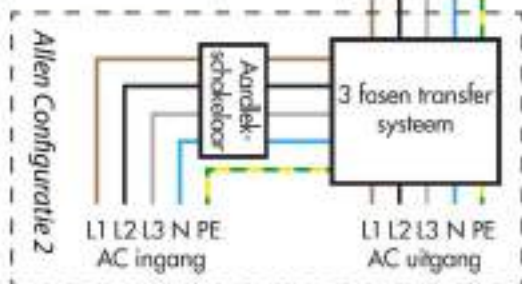 Allen Configuratie 2
Aardlek-
schakelaar
3 fasen transfer
systeem
L1 L2 L3 N PE
AC ingang
L1 L2 L3 N PE
AC uitgang